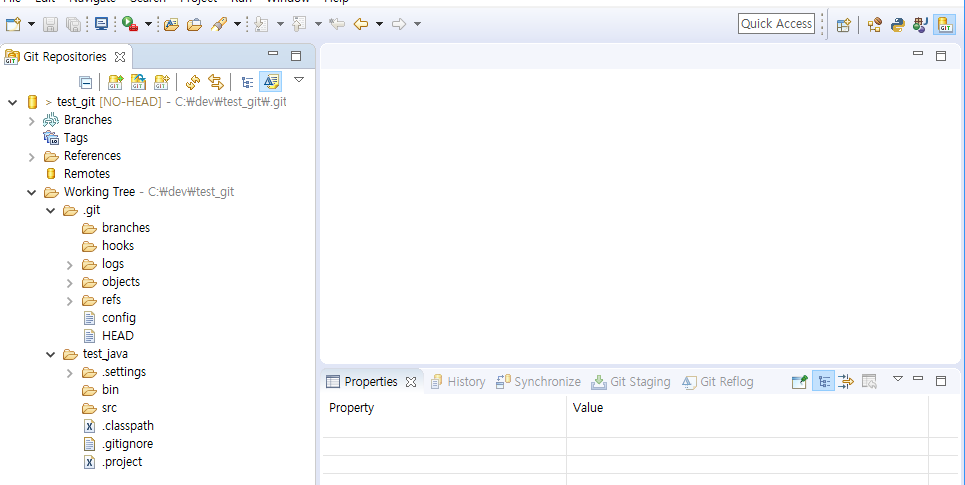 File Edit Navigate Search Project Run Window Help
Quick Access
GIT
Git Repositories
test_git [NO-HEAD] - C:₩dev₩test_git₩.git
Branches
Tags
References
Remotes
Working Tree - C:₩dev₩test_git
.git
branches
hooks
logs
objects
refs
config
HEAD
test_java
.settings
bin
src
.classpath
.gitignore
.project
Properties History Synchronize Git Staging Git Reflog
Property Value